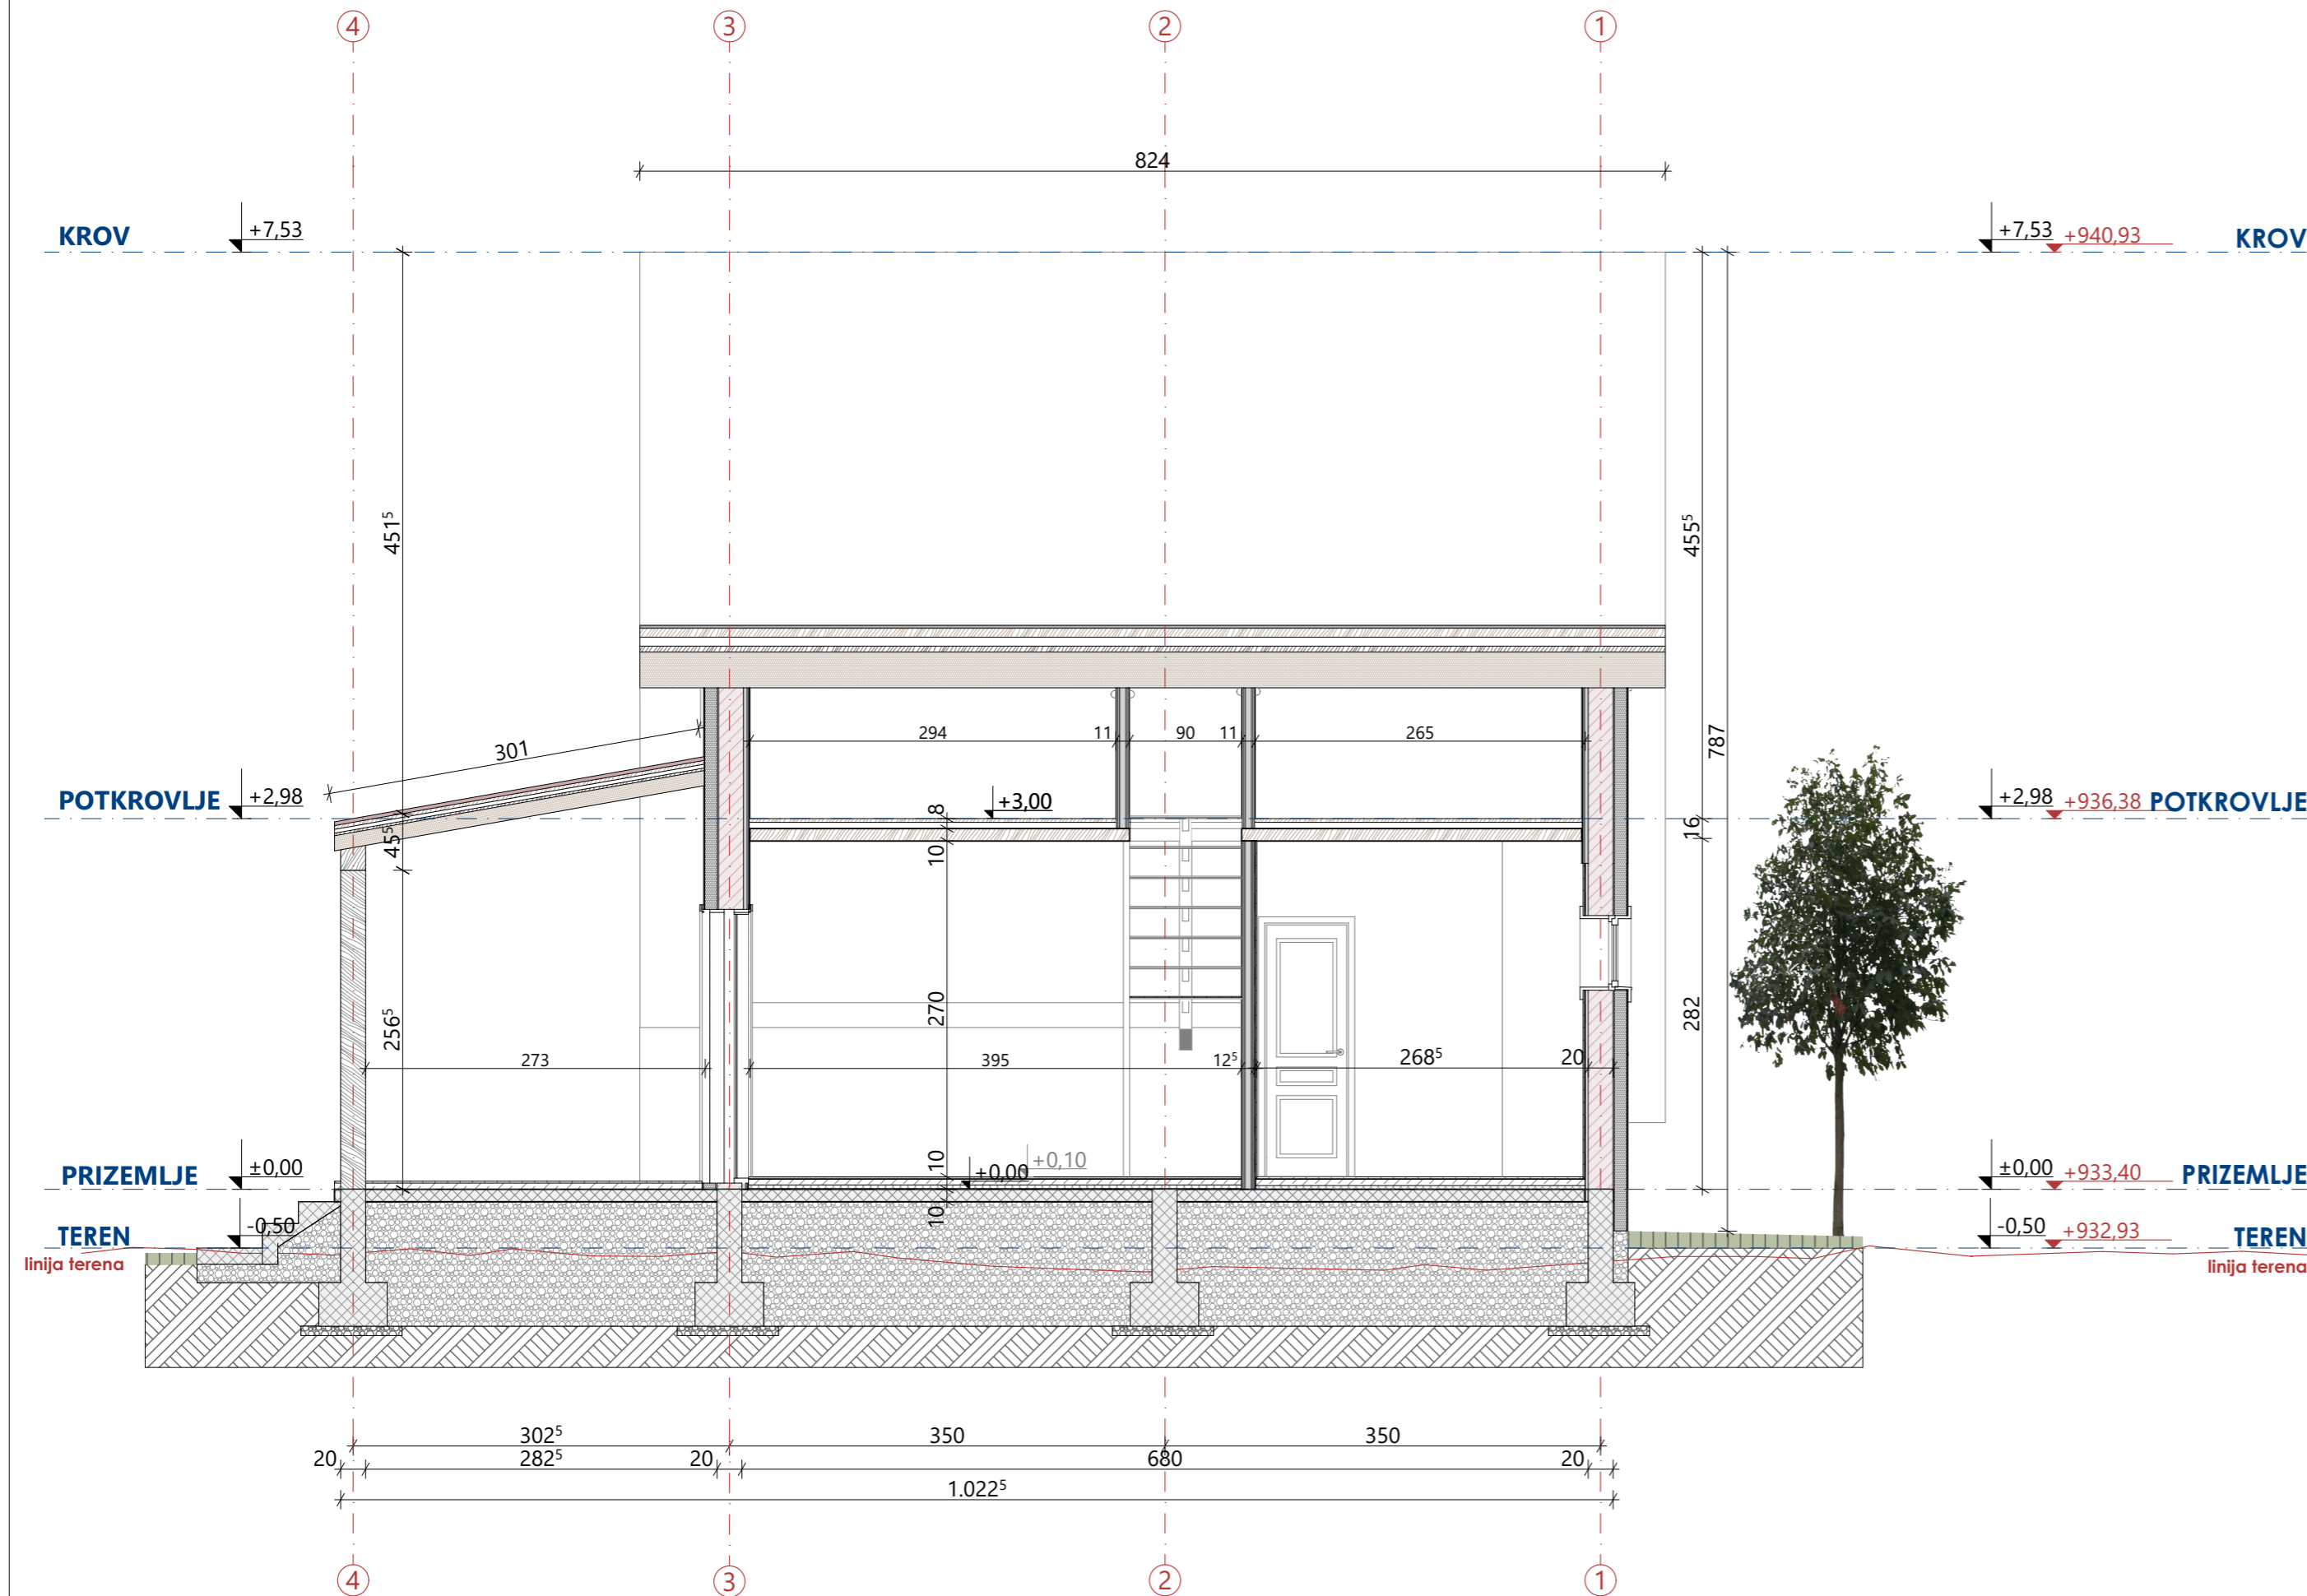 4 3 2 1
824
KROV +7,53 +7,53 +940,93 KROV
451⁵ 455⁵
787
301
294 11 90 11 265
POTKROVLJE +2,98 8 +3,00 +2,98 +936,38 POTKROVLJE
45⁵ 10 16
256⁵ 270 282
273 395 12⁵ 268⁵ 20
PRIZEMLJE ±0,00 10 +0,00 +0,10 ±0,00 +933,40 PRIZEMLJE
10
TEREN -0,50 -0,50 +932,93 TEREN
linija terena linija terena
302⁵ 350 350
20 282⁵ 20 680 20
1.022⁵
4 3 2 1